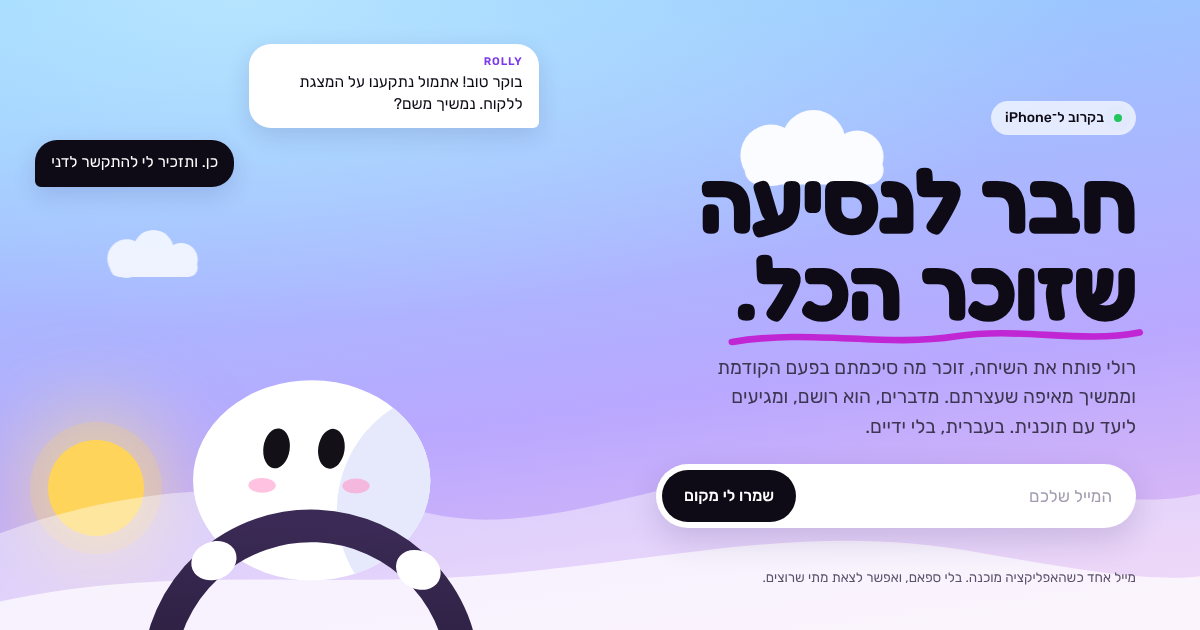 בקרוב ל־iPhone
חבר לנסיעה
שזוכר הכל.
רולי פותח את השיחה, זוכר מה סיכמתם בפעם הקודמת
וממשיך מאיפה שעצרתם. מדברים, הוא רושם, ומגיעים
ליעד עם תוכנית. בעברית, בלי ידיים.
המייל שלכם
שמרו לי מקום
מייל אחד כשהאפליקציה מוכנה. בלי ספאם, ואפשר לצאת מתי שרוצים.
ROLLY
בוקר טוב! אתמול נתקענו על המצגת
ללקוח. נמשיך משם?
כן. ותזכיר לי להתקשר לדני